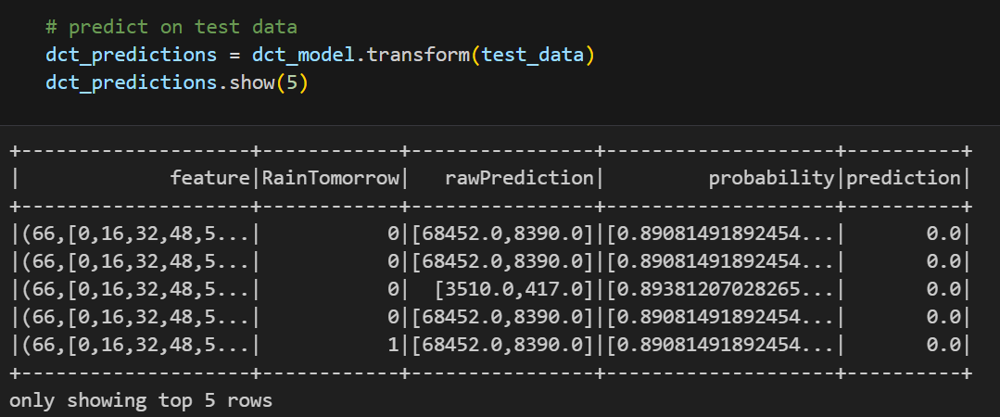 # predict on test data
dct_predictions = dct_model.transform(test_data)
dct_predictions.show(5)
+--------------------+------------+----------------+--------------------+----------+
|             feature|RainTomorrow|   rawPrediction|         probability|prediction|
+--------------------+------------+----------------+--------------------+----------+
|(66,[0,16,32,48,5...|           0|[68452.0,8390.0]|[0.89081491892454...|       0.0|
|(66,[0,16,32,48,5...|           0|[68452.0,8390.0]|[0.89081491892454...|       0.0|
|(66,[0,16,32,48,5...|           0|  [3510.0,417.0]|[0.89381207028265...|       0.0|
|(66,[0,16,32,48,5...|           0|[68452.0,8390.0]|[0.89081491892454...|       0.0|
|(66,[0,16,32,48,5...|           1|[68452.0,8390.0]|[0.89081491892454...|       0.0|
+--------------------+------------+----------------+--------------------+----------+
only showing top 5 rows